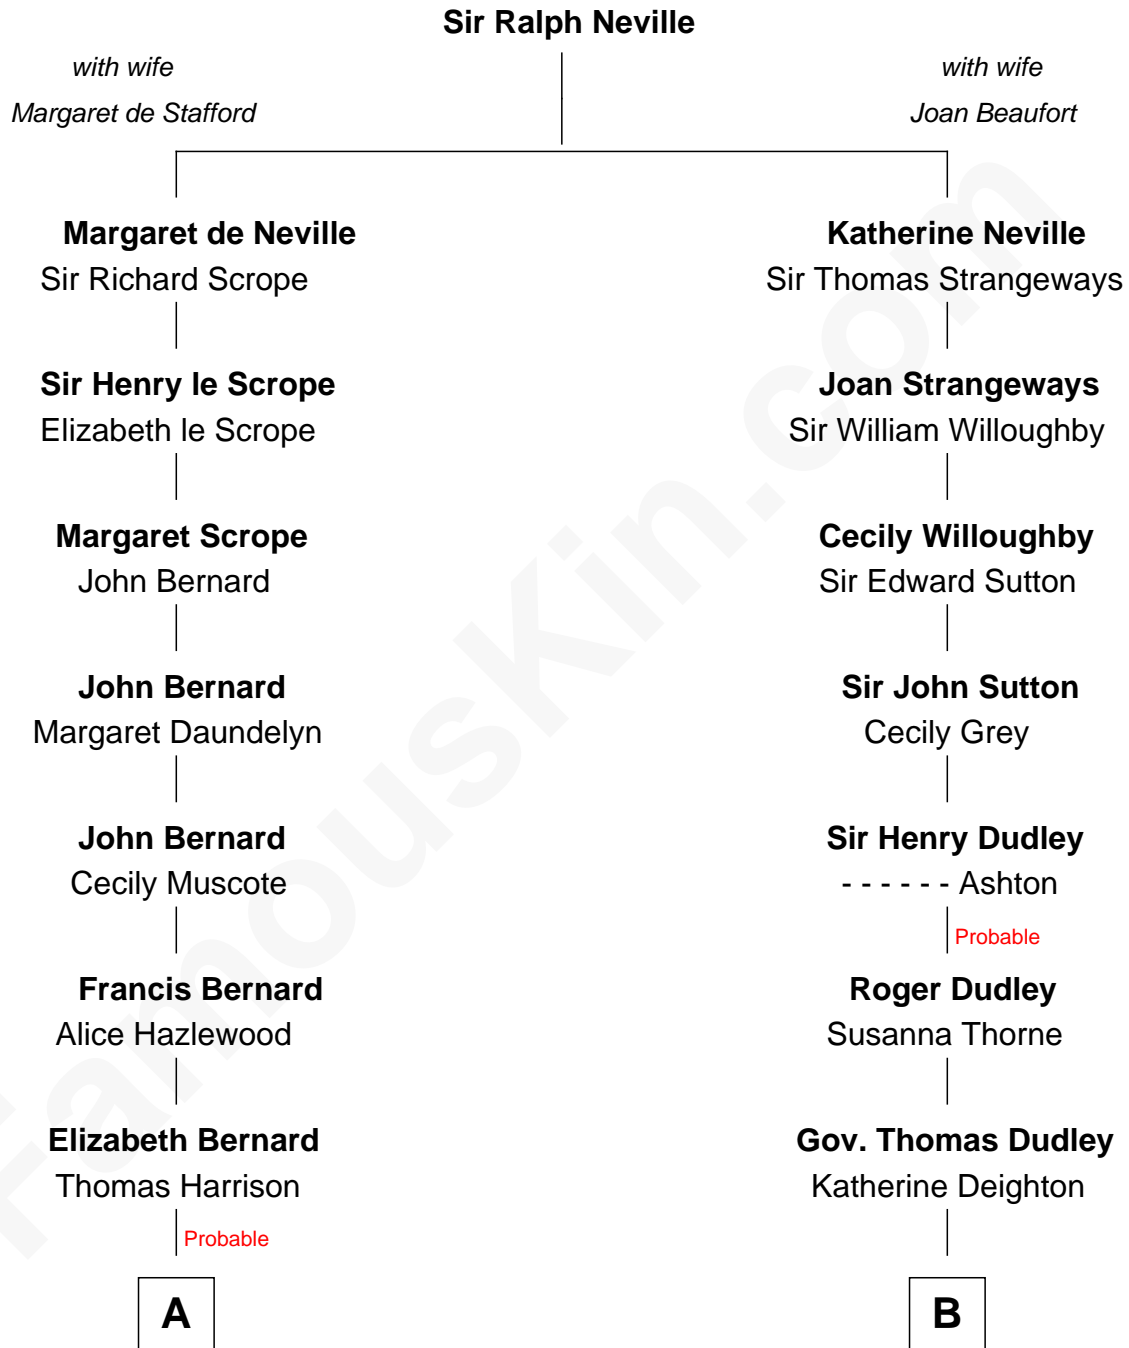 Sir Ralph Neville
with wife
Margaret de Stafford
with wife
Joan Beaufort
Margaret de Neville
Sir Richard Scrope
Katherine Neville
Sir Thomas Strangeways
Sir Henry le Scrope
Elizabeth le Scrope
Joan Strangeways
Sir William Willoughby
Margaret Scrope
John Bernard
Cecily Willoughby
Sir Edward Sutton
John Bernard
Margaret Daundelyn
Sir John Sutton
Cecily Grey
John Bernard
Cecily Muscote
Sir Henry Dudley
- - - - - - Ashton
Probable
Francis Bernard
Alice Hazlewood
Roger Dudley
Susanna Thorne
Elizabeth Bernard
Thomas Harrison
Probable
Gov. Thomas Dudley
Katherine Deighton
A
B
FamousKin.com